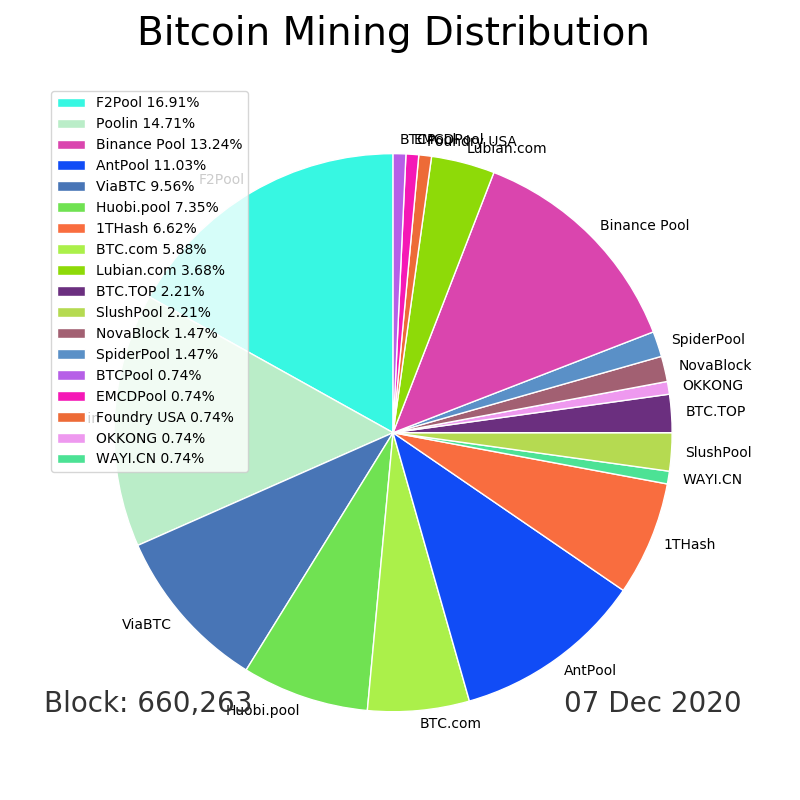 Bitcoin Mining Distribution
F2Pool 16.91%
Poolin 14.71%
Binance Pool 13.24%
AntPool 11.03%
ViaBTC 9.56%
Huobi.pool 7.35%
1THash 6.62%
BTC.com 5.88%
Lubian.com 3.68%
BTC.TOP 2.21%
SlushPool 2.21%
NovaBlock 1.47%
SpiderPool 1.47%
BTCPool 0.74%
EMCDPool 0.74%
Foundry USA 0.74%
OKKONG 0.74%
WAYI.CN 0.74%
F2Pool
BTCPool
EMCDPool
Foundry USA
Lubian.com
Binance Pool
SpiderPool
NovaBlock
OKKONG
BTC.TOP
SlushPool
WAYI.CN
1THash
AntPool
BTC.com
Huobi.pool
ViaBTC
Block: 660,263
07 Dec 2020